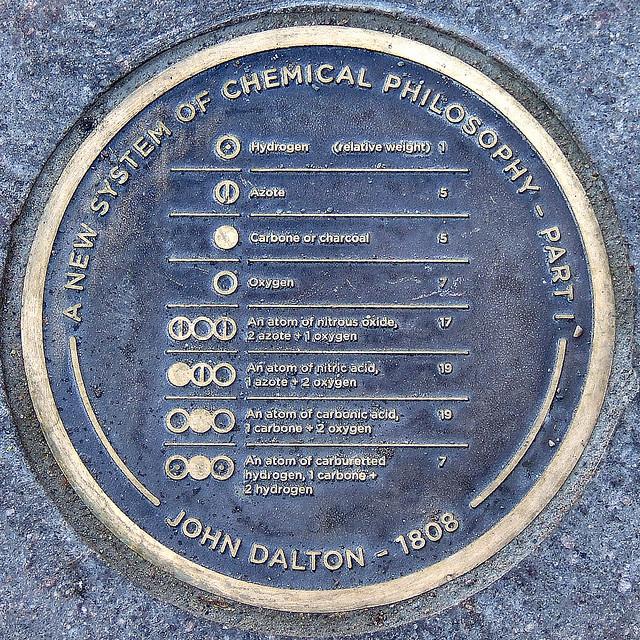 A NEW SYSTEM OF CHEMICAL PHILOSOPHY - PART I
Hydrogen (relative weight) 1
Azote 5
Carbone or charcoal 5
Oxygen 7
An atom of nitrous oxide, 17
2 azote + 1 oxygen
An atom of nitric acid, 19
1 azote + 2 oxygen
An atom of carbonic acid, 19
1 carbone + 2 oxygen
An atom of carburetted 7
hydrogen, 1 carbone +
2 hydrogen
JOHN DALTON - 1808